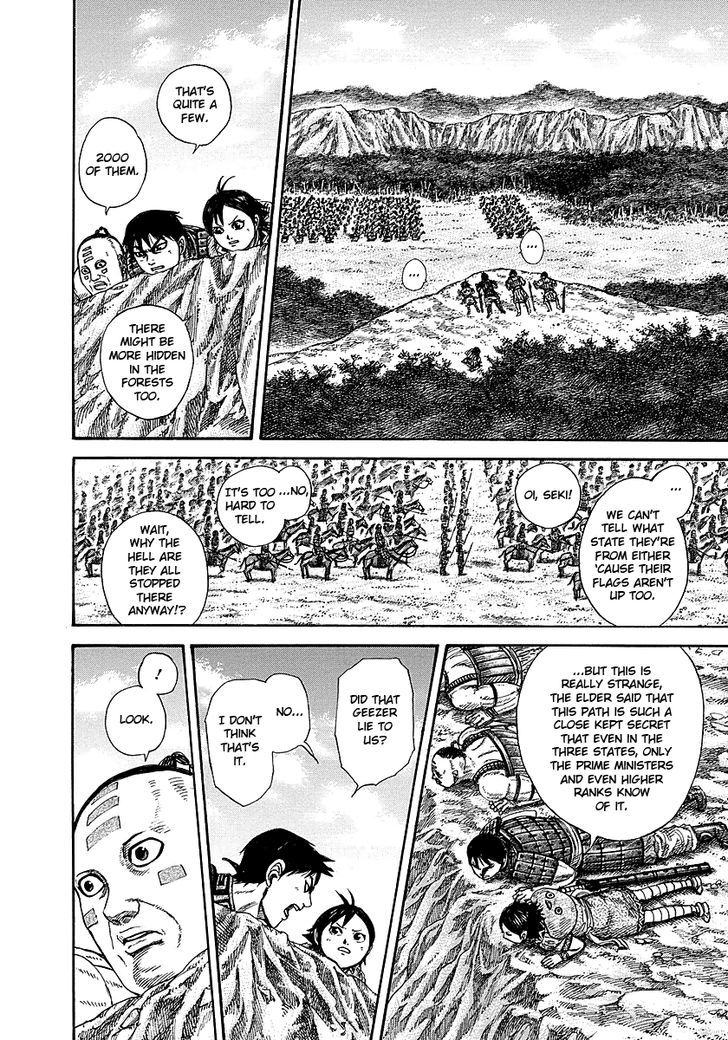 ...
...
THAT'S
QUITE A
FEW.
2000
OF THEM.
THERE
MIGHT BE
MORE HIDDEN
IN THE
FORESTS
TOO.
...
WE CAN'T
TELL WHAT
STATE THEY'RE
FROM EITHER
'CAUSE THEIR
FLAGS AREN'T
UP TOO.
OI, SEKI!
...NO,
IT'S TOO
HARD TO
TELL.
WAIT,
WHY THE
HELL ARE
THEY ALL
STOPPED
THERE
ANYWAY!?
...BUT THIS IS
REALLY STRANGE,
THE ELDER SAID THAT
THIS PATH IS SUCH A
CLOSE KEPT SECRET
THAT EVEN IN THE
THREE STATES, ONLY
THE PRIME MINISTERS
AND EVEN HIGHER
RANKS KNOW
OF IT.
DID THAT
GEEZER
LIE TO
US?
NO...
I DON'T
THINK
THAT'S
IT.
!
LOOK.